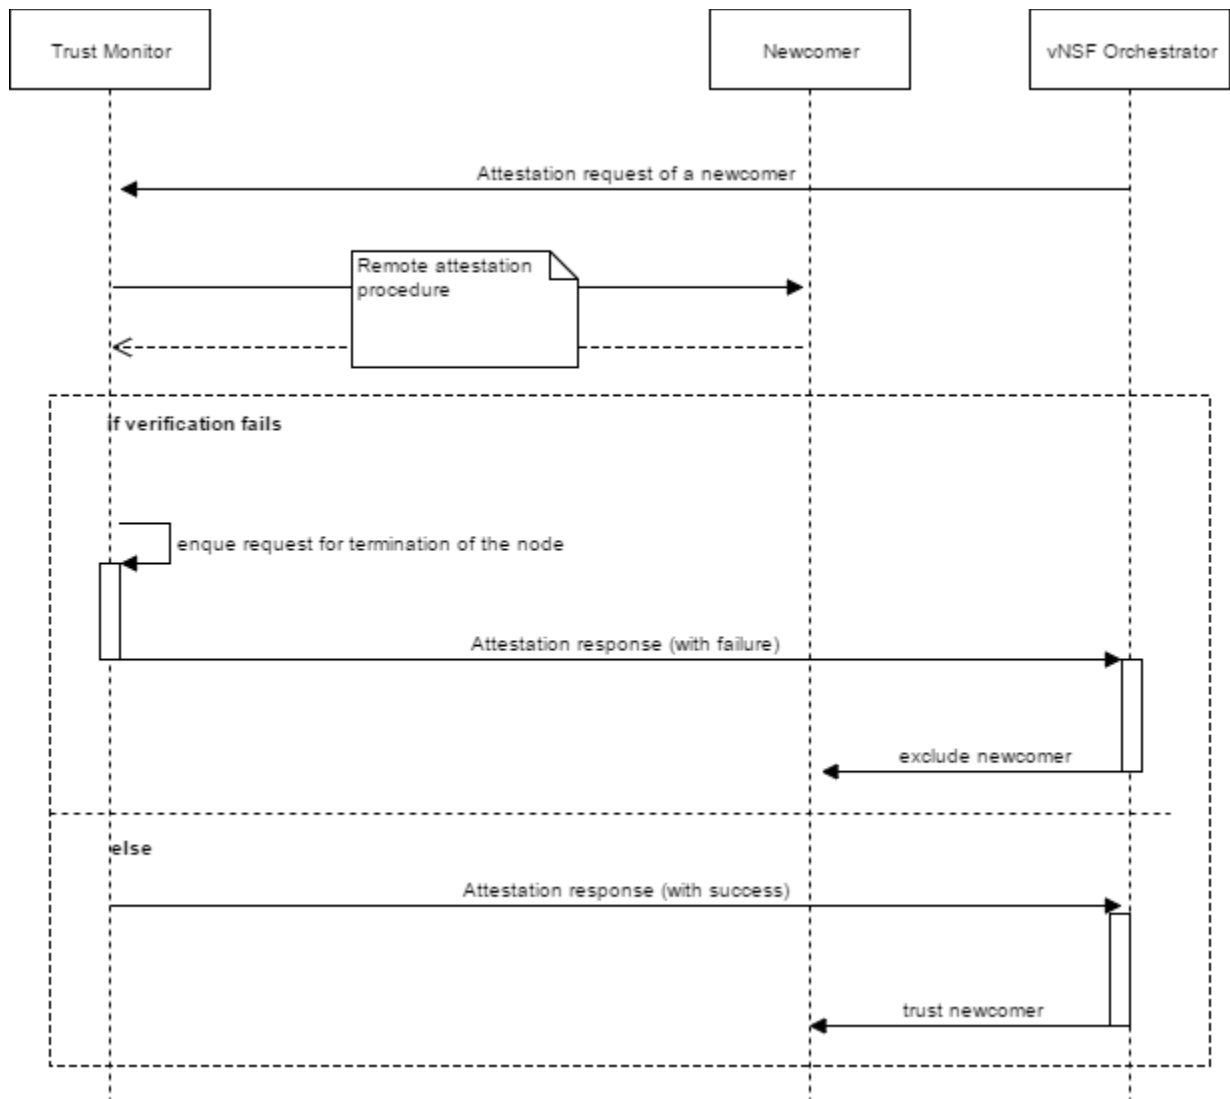 Trust Monitor
Newcomer
vNSF Orchestrator
Attestation request of a newcomer
Remote attestation
procedure
if verification fails
enque request for termination of the node
Attestation response (with failure)
exclude newcomer
else
Attestation response (with success)
trust newcomer